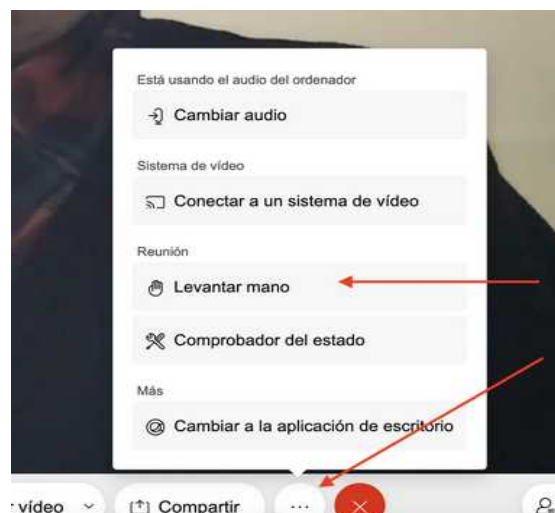 Está usando el audio del ordenador
Cambiar audio
Sistema de vídeo
Conectar a un sistema de vídeo
Reunión
Levantar mano
Comprobador del estado
Más
Cambiar a la aplicación de escritorio
vídeo
Compartir
...